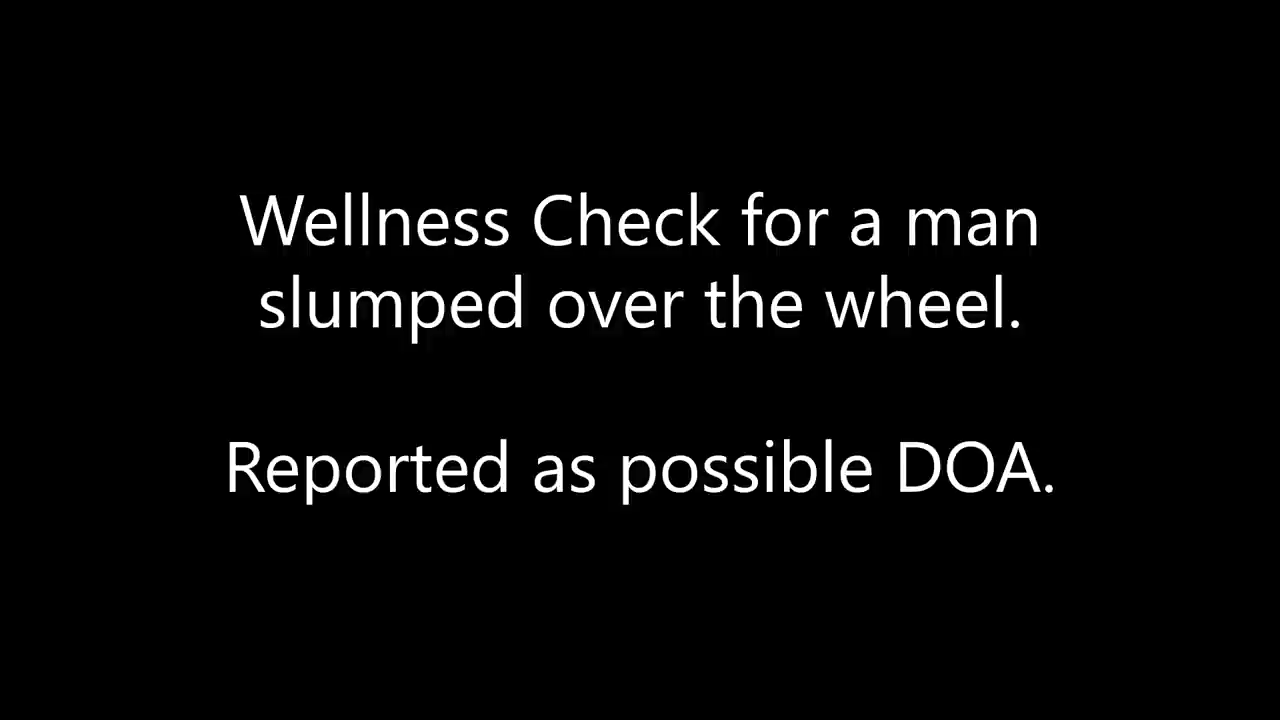 Wellness Check for a man
slumped over the wheel.
Reported as possible DOA.